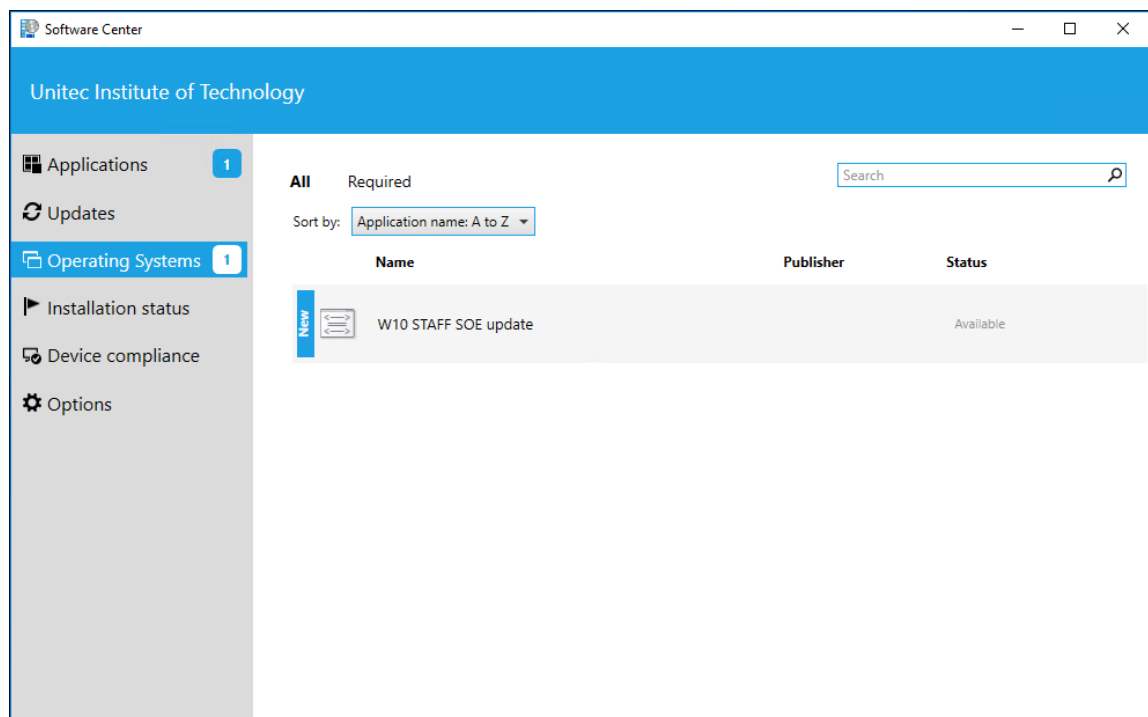 Software Center
Unitec Institute of Technology
Applications 1
Updates
Operating Systems 1
Installation status
Device compliance
Options
All Required
Search
Sort by: Application name: A to Z
Name Publisher Status
New W10 STAFF SOE update Available